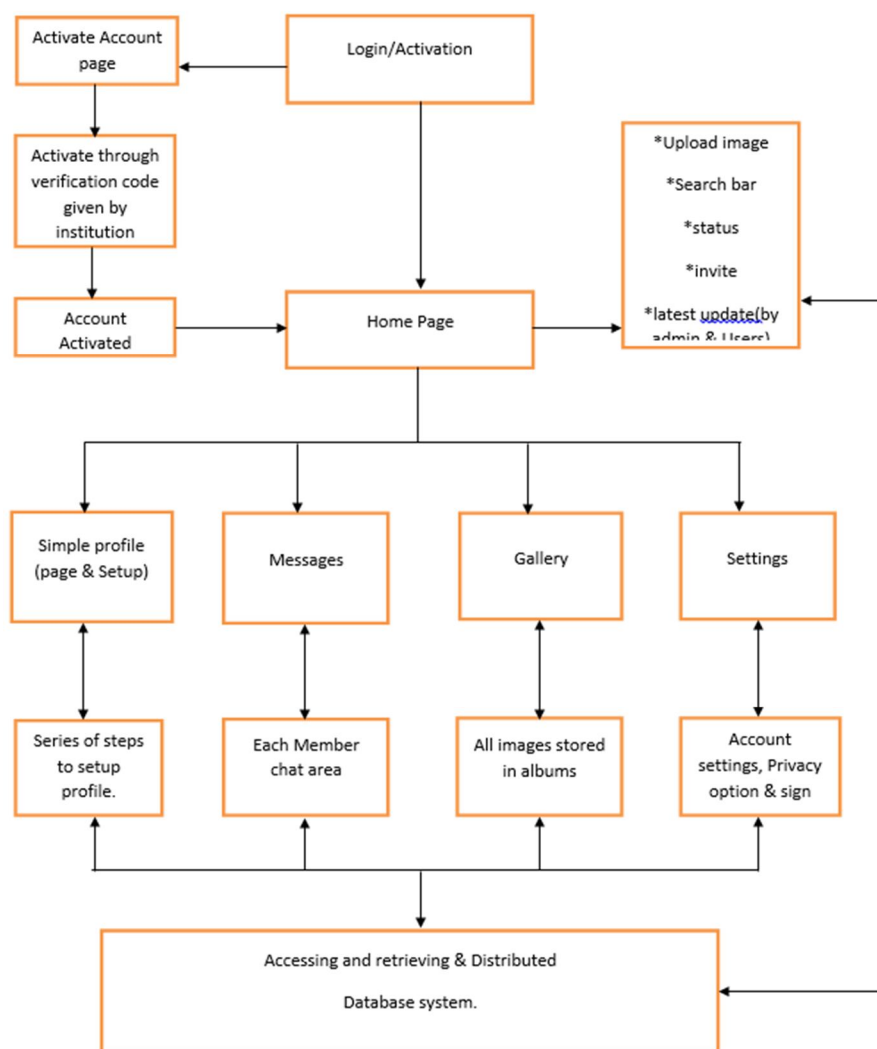 Activate Account
page
Login/Activation
Activate through
verification code
given by
institution
*Upload image
*Search bar
*status
*invite
*latest update(by
admin & Users)
Account
Activated
Home Page
Simple profile
(page & Setup)
Messages
Gallery
Settings
Series of steps
to setup
profile.
Each Member
chat area
All images stored
in albums
Account
settings, Privacy
option & sign
Accessing and retrieving & Distributed
Database system.